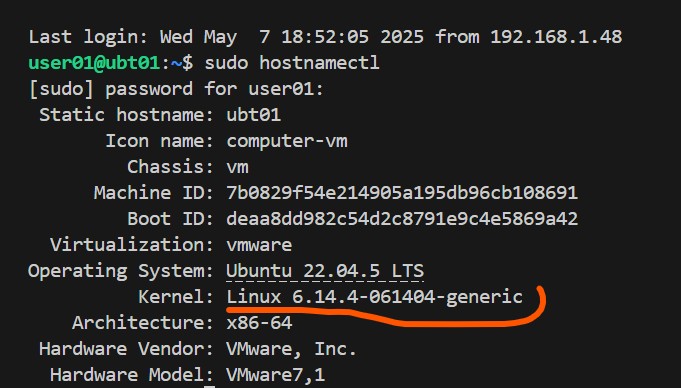 Last login: Wed May  7 18:52:05 2025 from 192.168.1.48
user01@ubt01:~$ sudo hostnamectl
[sudo] password for user01:
Static hostname: ubt01
Icon name: computer-vm
Chassis: vm
Machine ID: 7b0829f54e214905a195db96cb108691
Boot ID: deaa8dd982c54d2c8791e9c4e5869a42
Virtualization: vmware
Operating System: Ubuntu 22.04.5 LTS
Kernel: Linux 6.14.4-061404-generic
Architecture: x86-64
Hardware Vendor: VMware, Inc.
Hardware Model: VMware7,1